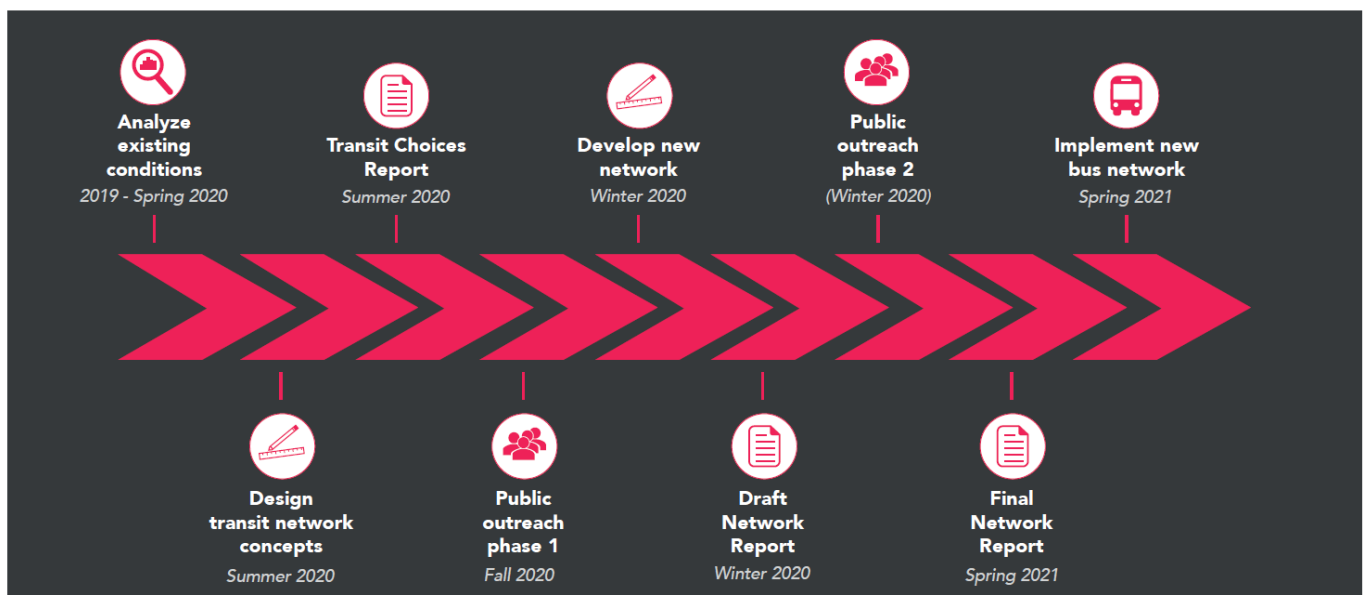 Analyze
existing
conditions
2019 - Spring 2020
Transit Choices
Report
Summer 2020
Develop new
network
Winter 2020
Public
outreach
phase 2
(Winter 2020)
Implement new
bus network
Spring 2021
Design
transit network
concepts
Summer 2020
Public
outreach
phase 1
Fall 2020
Draft
Network
Report
Winter 2020
Final
Network
Report
Spring 2021